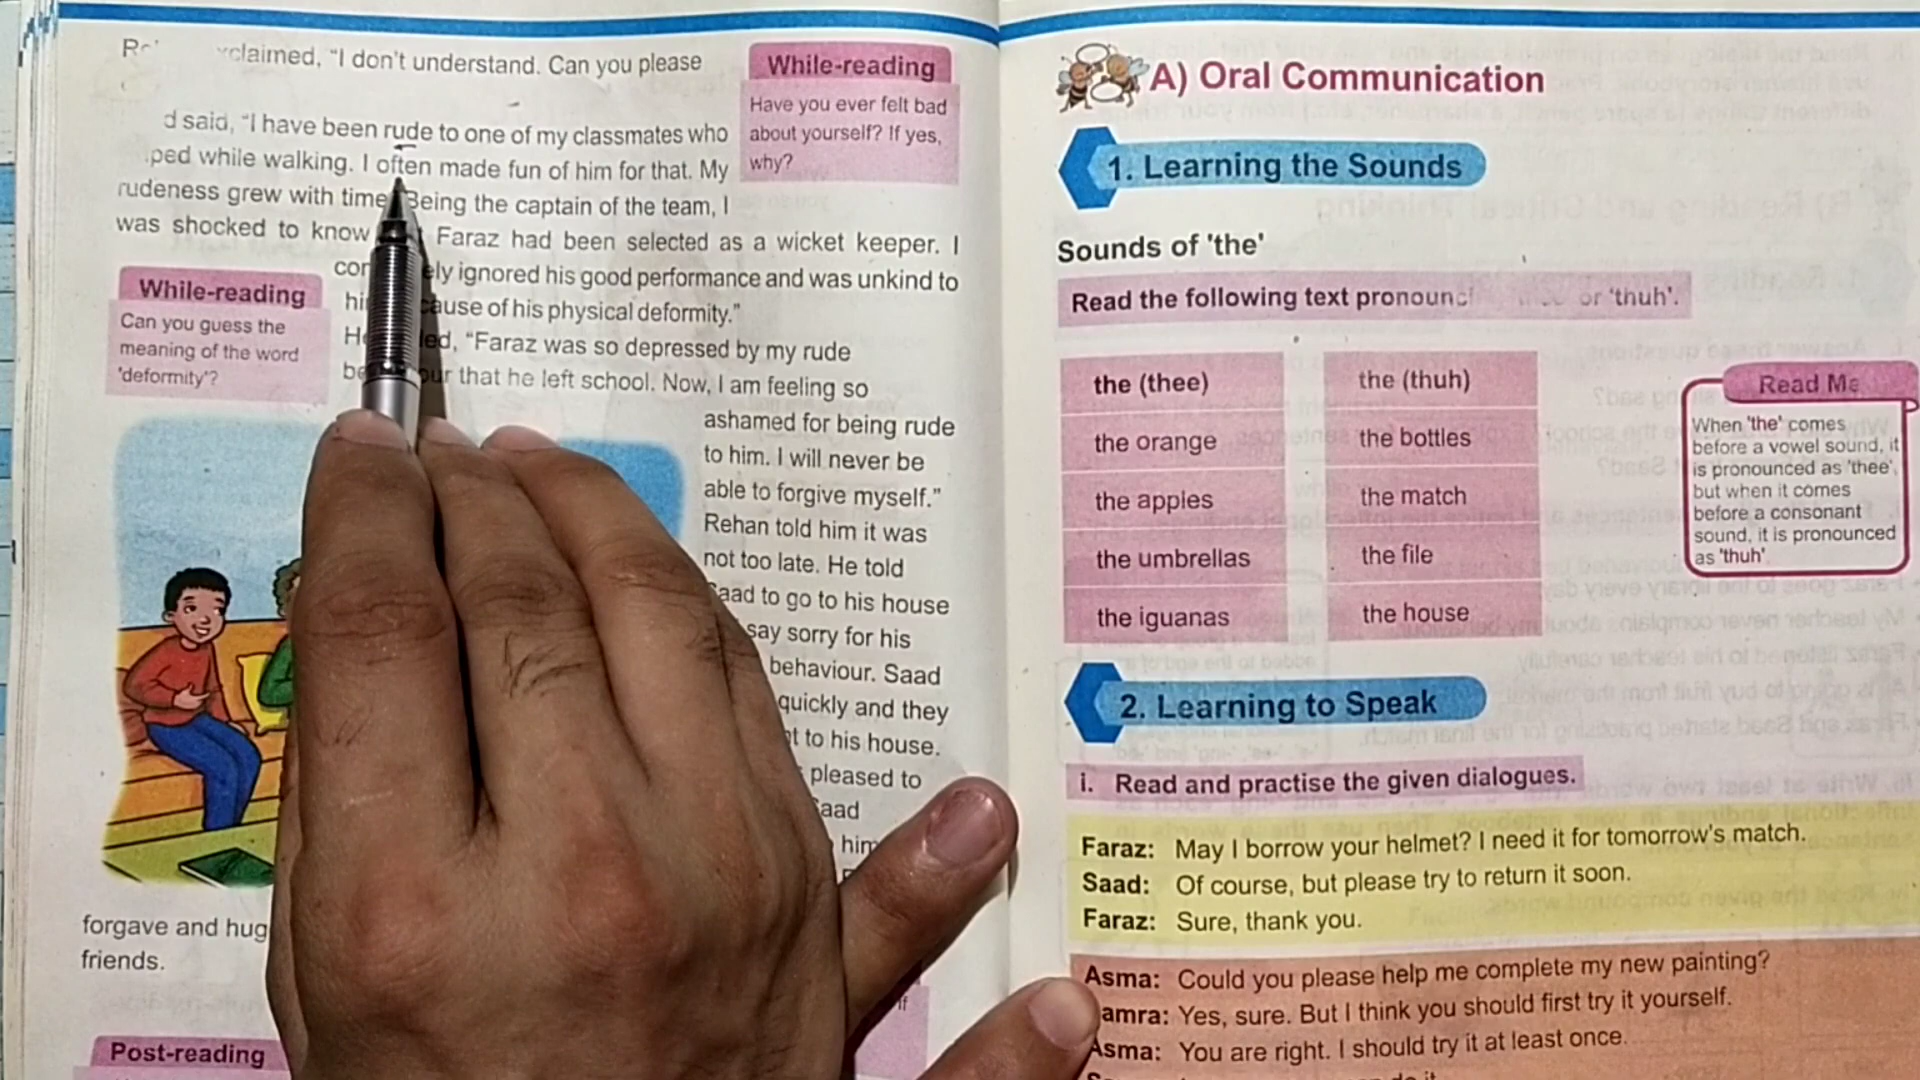 claimed, “I don't understand. Can you please
While-reading
Have you ever felt bad
about yourself? If yes,
why?
d said, “I have been rude to one of my classmates who
ped while walking. I often made fun of him for that. My
rudeness grew with time. Being the captain of the team, I
was shocked to know Faraz had been selected as a wicket keeper. I
ely ignored his good performance and was unkind to
cause of his physical deformity.”
“Faraz was so depressed by my rude
that he left school. Now, I am feeling so
While-reading
Can you guess the
meaning of the word
'deformity'?
ashamed for being rude
to him. I will never be
able to forgive myself.”
Rehan told him it was
not too late. He told
Saad to go to his house
say sorry for his
behaviour. Saad
quickly and they
to his house.
pleased to
Saad
him
forgave and hug
friends.
if
Post-reading
A) Oral Communication
1. Learning the Sounds
Sounds of 'the'
Read the following text or 'thuh'.
the (thee) the (thuh)
the orange the bottles
the apples the match
the umbrellas the file
the iguanas the house
Read Me
When 'the' comes
before a vowel sound, it
is pronounced as 'thee',
but when it comes
before a consonant
sound, it is pronounced
as 'thuh'
2. Learning to Speak
i. Read and practise the given dialogues.
Faraz: May I borrow your helmet? I need it for tomorrow's match.
Saad: Of course, but please try to return it soon.
Faraz: Sure, thank you.
Asma: Could you please help me complete my new painting?
amra: Yes, sure. But I think you should first try it yourself.
Asma: You are right. I should try it at least once.